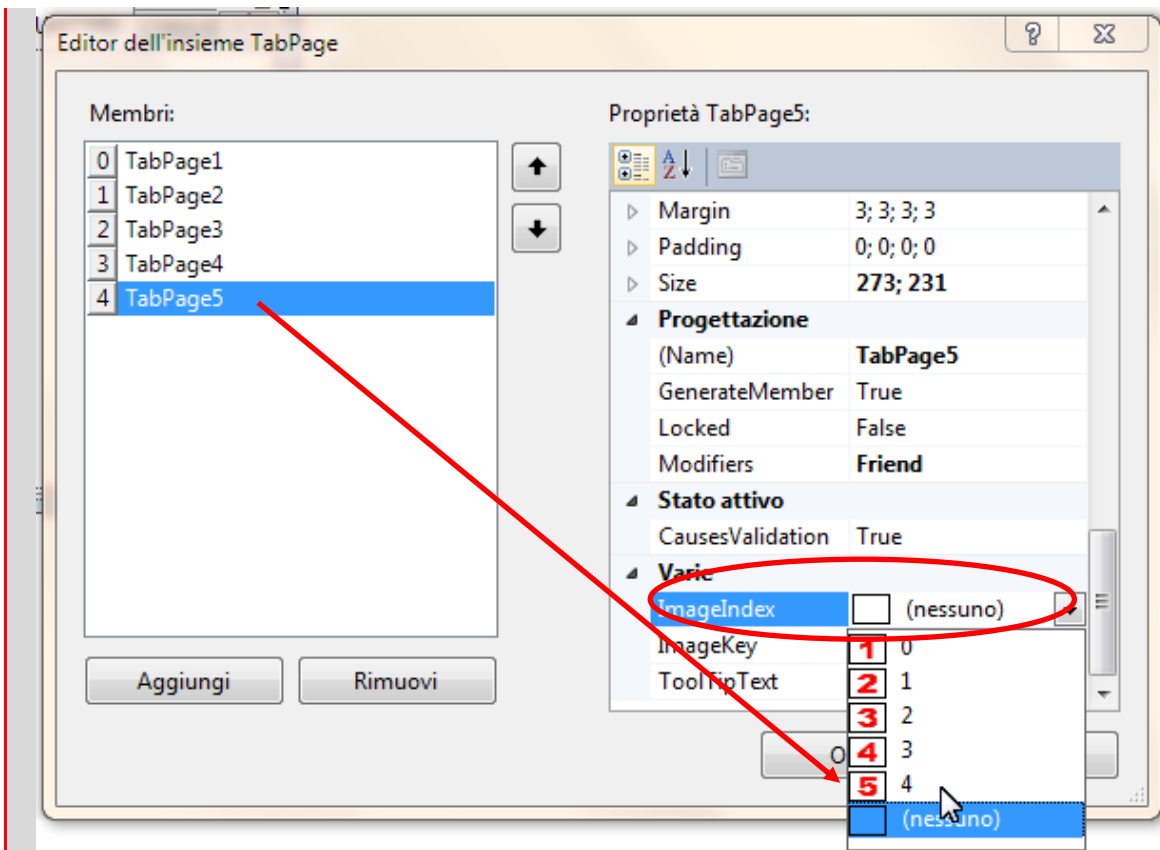 Editor dell'insieme TabPage
Membri:
0 TabPage1
1 TabPage2
2 TabPage3
3 TabPage4
4 TabPage5
Aggiungi Rimuovi
Proprietà TabPage5:
A
Z
Margin 3; 3; 3; 3
Padding 0; 0; 0; 0
Size 273; 231
Progettazione
(Name) TabPage5
GenerateMember True
Locked False
Modifiers Friend
Stato attivo
CausesValidation True
Varie
ImageIndex (nessuno)
ImageKey
ToolTipText
1 0
2 1
3 2
4 3
5 4
(nessuno)